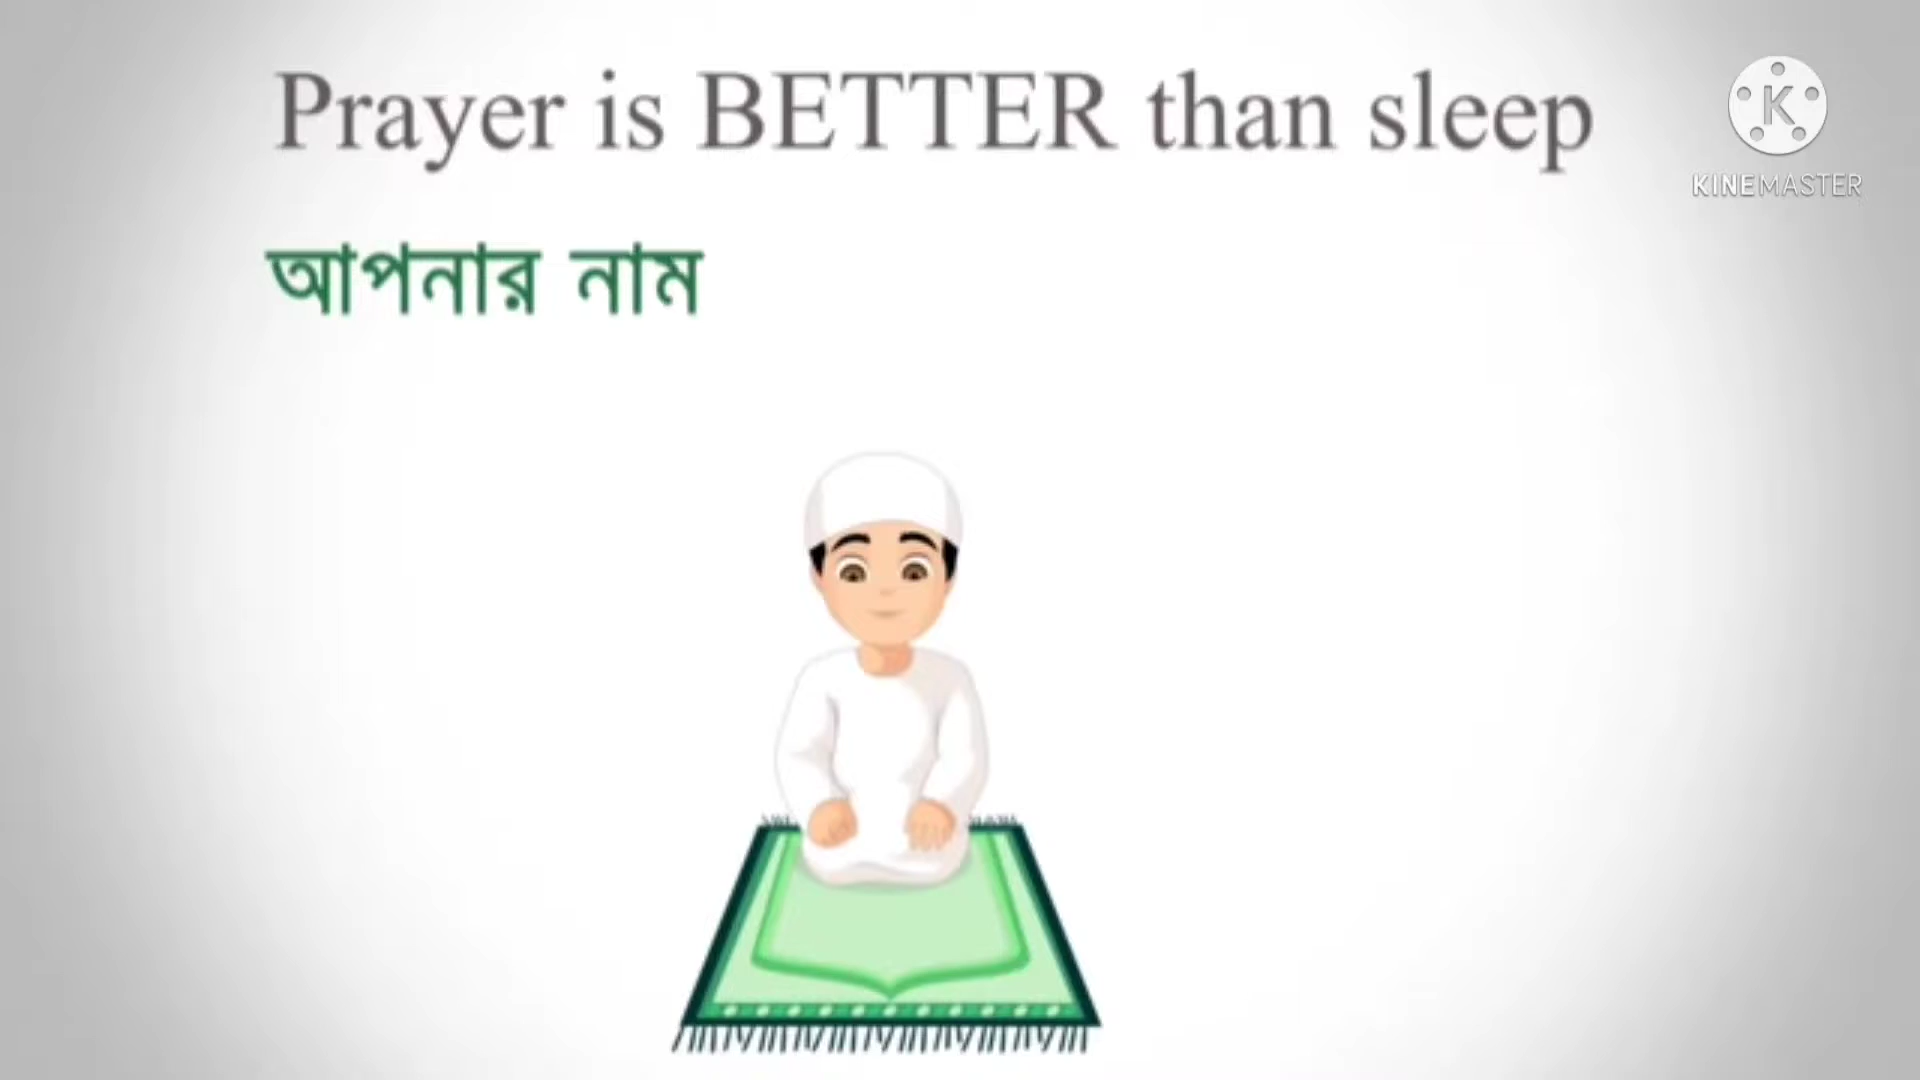 Prayer is BETTER than sleep
আপনার নাম
K
KINEMASTER